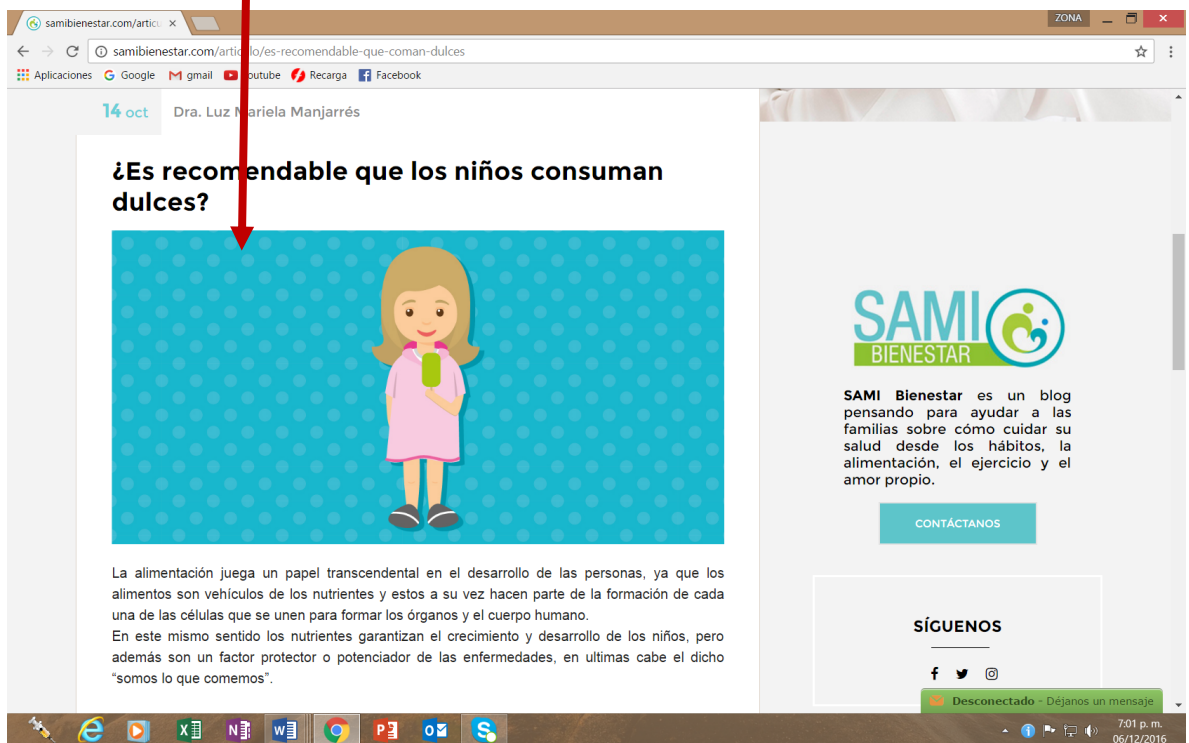 samibienestar.com/articu
ZONA
samibienestar.com/articulo/es-recomendable-que-coman-dulces
Aplicaciones Google gmail Youtube Recarga Facebook
14 oct Dra. Luz Mariela Manjarrés
¿Es recomendable que los niños consuman
dulces?
La alimentación juega un papel transcendental en el desarrollo de las personas, ya que los
alimentos son vehículos de los nutrientes y estos a su vez hacen parte de la formación de cada
una de las células que se unen para formar los órganos y el cuerpo humano.
En este mismo sentido los nutrientes garantizan el crecimiento y desarrollo de los niños, pero
además son un factor protector o potenciador de las enfermedades, en ultimas cabe el dicho
“somos lo que comemos”.
SAMI
BIENESTAR
SAMI Bienestar es un blog
pensando para ayudar a las
familias sobre cómo cuidar su
salud desde los hábitos, la
alimentación, el ejercicio y el
amor propio.
CONTÁCTANOS
SÍGUENOS
Desconectado - Déjanos un mensaje
7:01 p. m.
06/12/2016